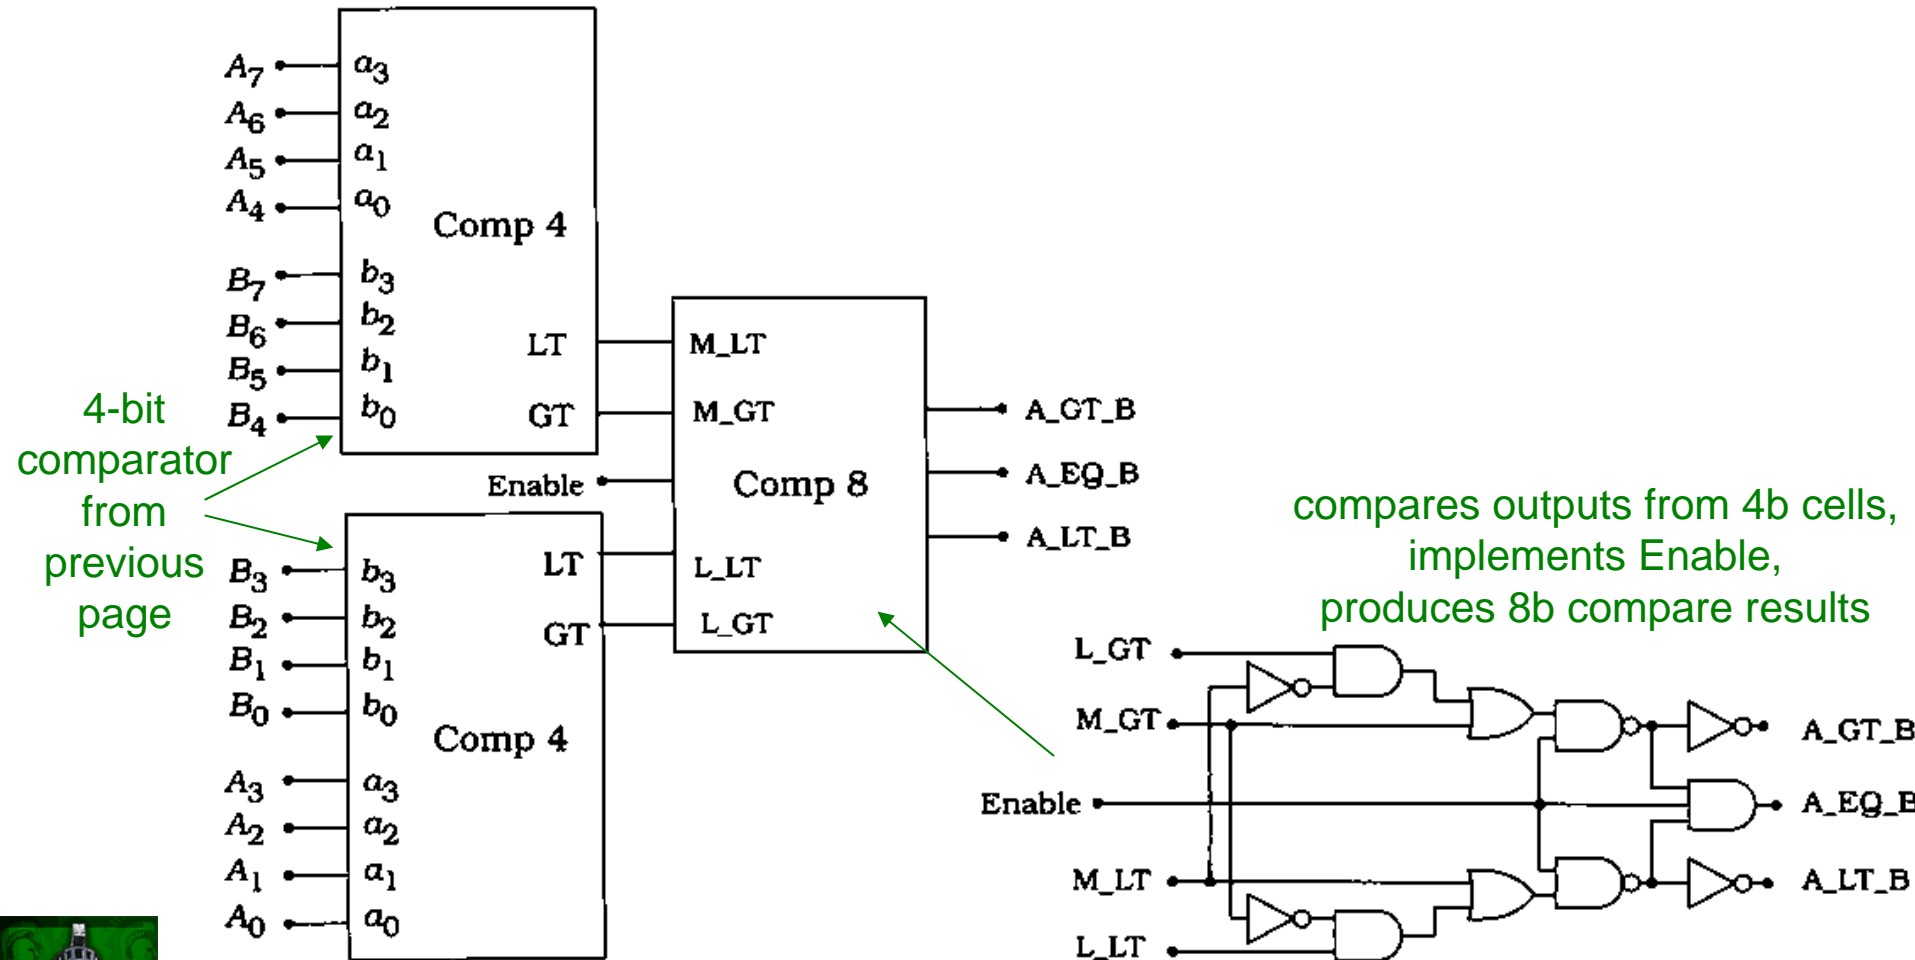 A₇ a₃
A₆ a₂
A₅ a₁
A₄ a₀
Comp 4
B₇ b₃
B₆ b₂
B₅ b₁
B₄ b₀
LT
GT
4-bit
comparator
from
previous
page
B₃ b₃
B₂ b₂
B₁ b₁
B₀ b₀
LT
GT
Comp 4
A₃ a₃
A₂ a₂
A₁ a₁
A₀ a₀
M_LT
M_GT
Enable
Comp 8
L_LT
L_GT
A_GT_B
A_EQ_B
A_LT_B
compares outputs from 4b cells,
implements Enable,
produces 8b compare results
L_GT
M_GT
Enable
M_LT
L_LT
A_GT_B
A_EQ_B
A_LT_B